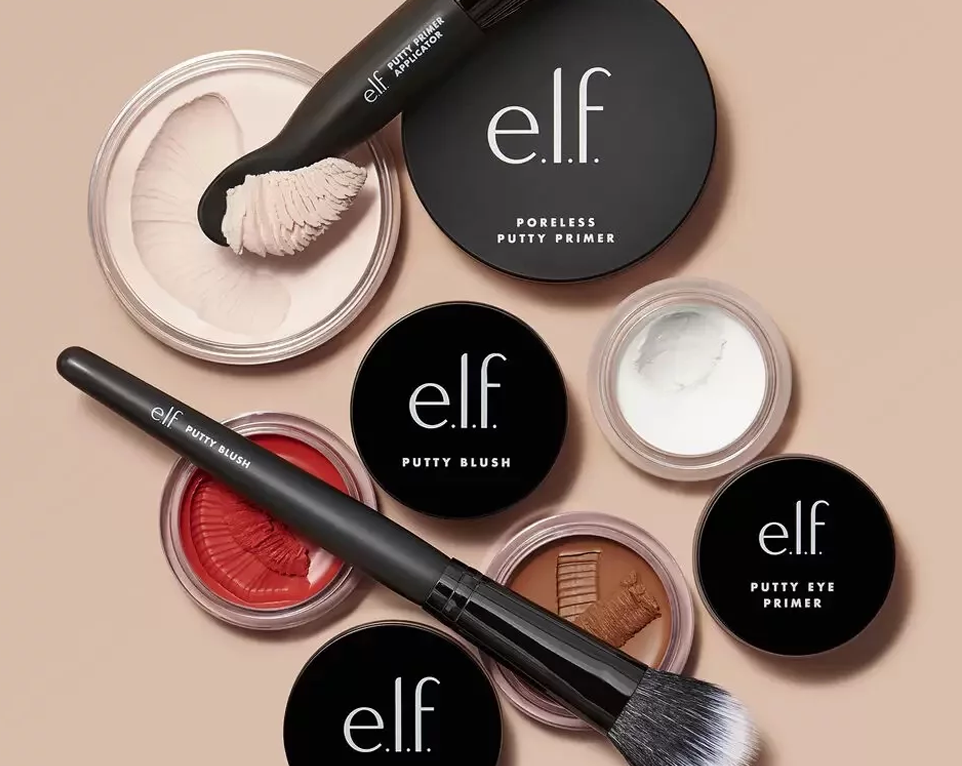 e.l.f. PUTTY PRIMER
APPLICATOR
e.l.f.
PORELESS
PUTTY PRIMER
e.l.f.
PUTTY BLUSH
e.l.f. PUTTY BLUSH
e.l.f.
PUTTY EYE
PRIMER
e.l.f.